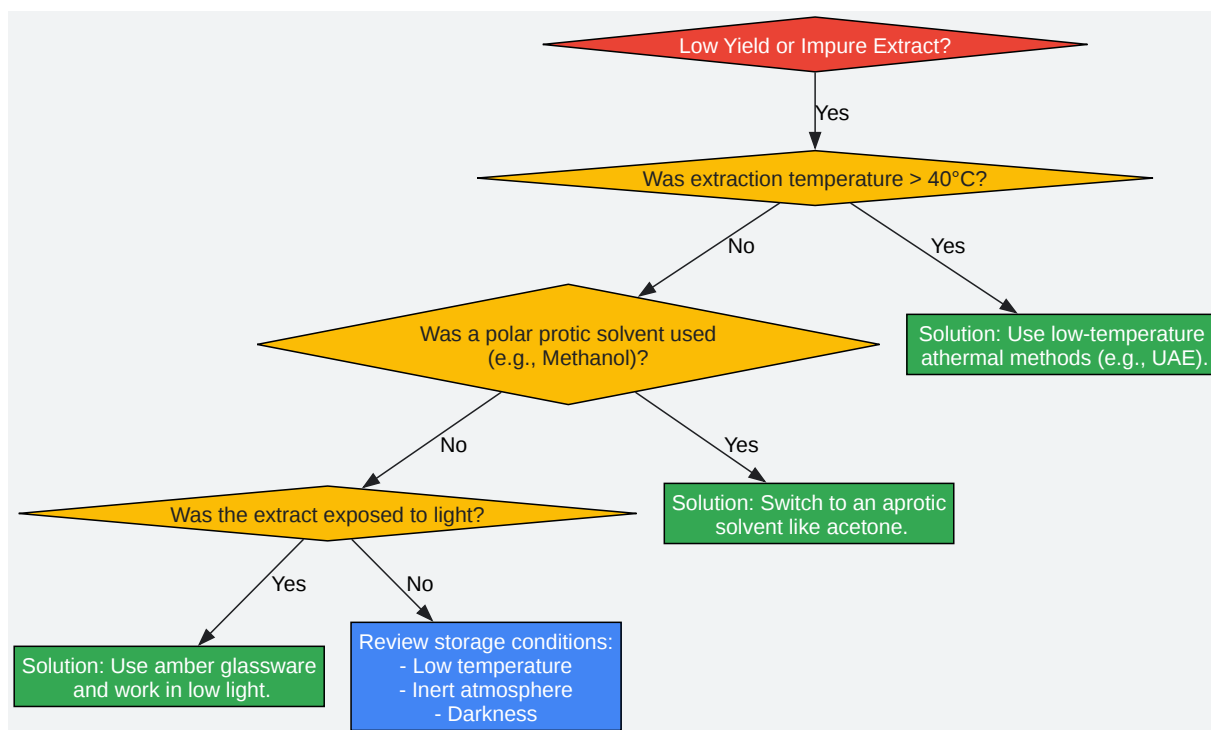 Low Yield or Impure Extract?
Yes
Was extraction temperature > 40°C?
No
Yes
Was a polar protic solvent used
(e.g., Methanol)?
Solution: Use low-temperature
athermal methods (e.g., UAE).
No
Yes
Was the extract exposed to light?
Solution: Switch to an aprotic
solvent like acetone.
Yes
No
Solution: Use amber glassware
and work in low light.
Review storage conditions:
- Low temperature
- Inert atmosphere
- Darkness